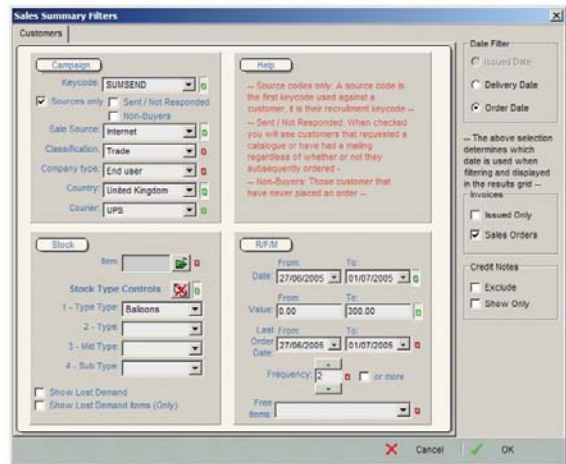 Sales Summary Filters
Customers
Campaign
Keycode: SUMSEND
Sources only Sent / Not Responded
Non-Buyers
Sale Source: Internet
Classification: Trade
Company type: End user
Country: United Kingdom
Courier: UPS
Help
-- Source codes only: A source code is
the first keycode used against a
customer, it is their recruitment keycode --
-- Sent / Not Responded: When checked
you will see customers that requested a
catalogue or have had a mailing
regardless of whether or not they
subsequently ordered -
-- Non-Buyers: Those customer that
have never placed an order --
Stock
Item:
Stock Type Controls
1 - Type Type: Balloons
2 - Type:
3 - Mid Type:
4 - Sub Type:
Show Lost Demand
Show Lost Demand Items (Only)
R/F/M
From: To:
Date: 27/06/2005 01/07/2005
From: To:
Value: 0.00 300.00
Last From: To:
Order 27/06/2005 01/07/2005
Date:
Frequency: 2 or more
Free
Items:
Date Filter
Issued Date
Delivery Date
Order Date
-- The above selection
determines which
date is used when
filtering and displayed
in the results grid --
Invoices
Issued Only
Sales Orders
Credit Notes
Exclude
Show Only
Cancel OK